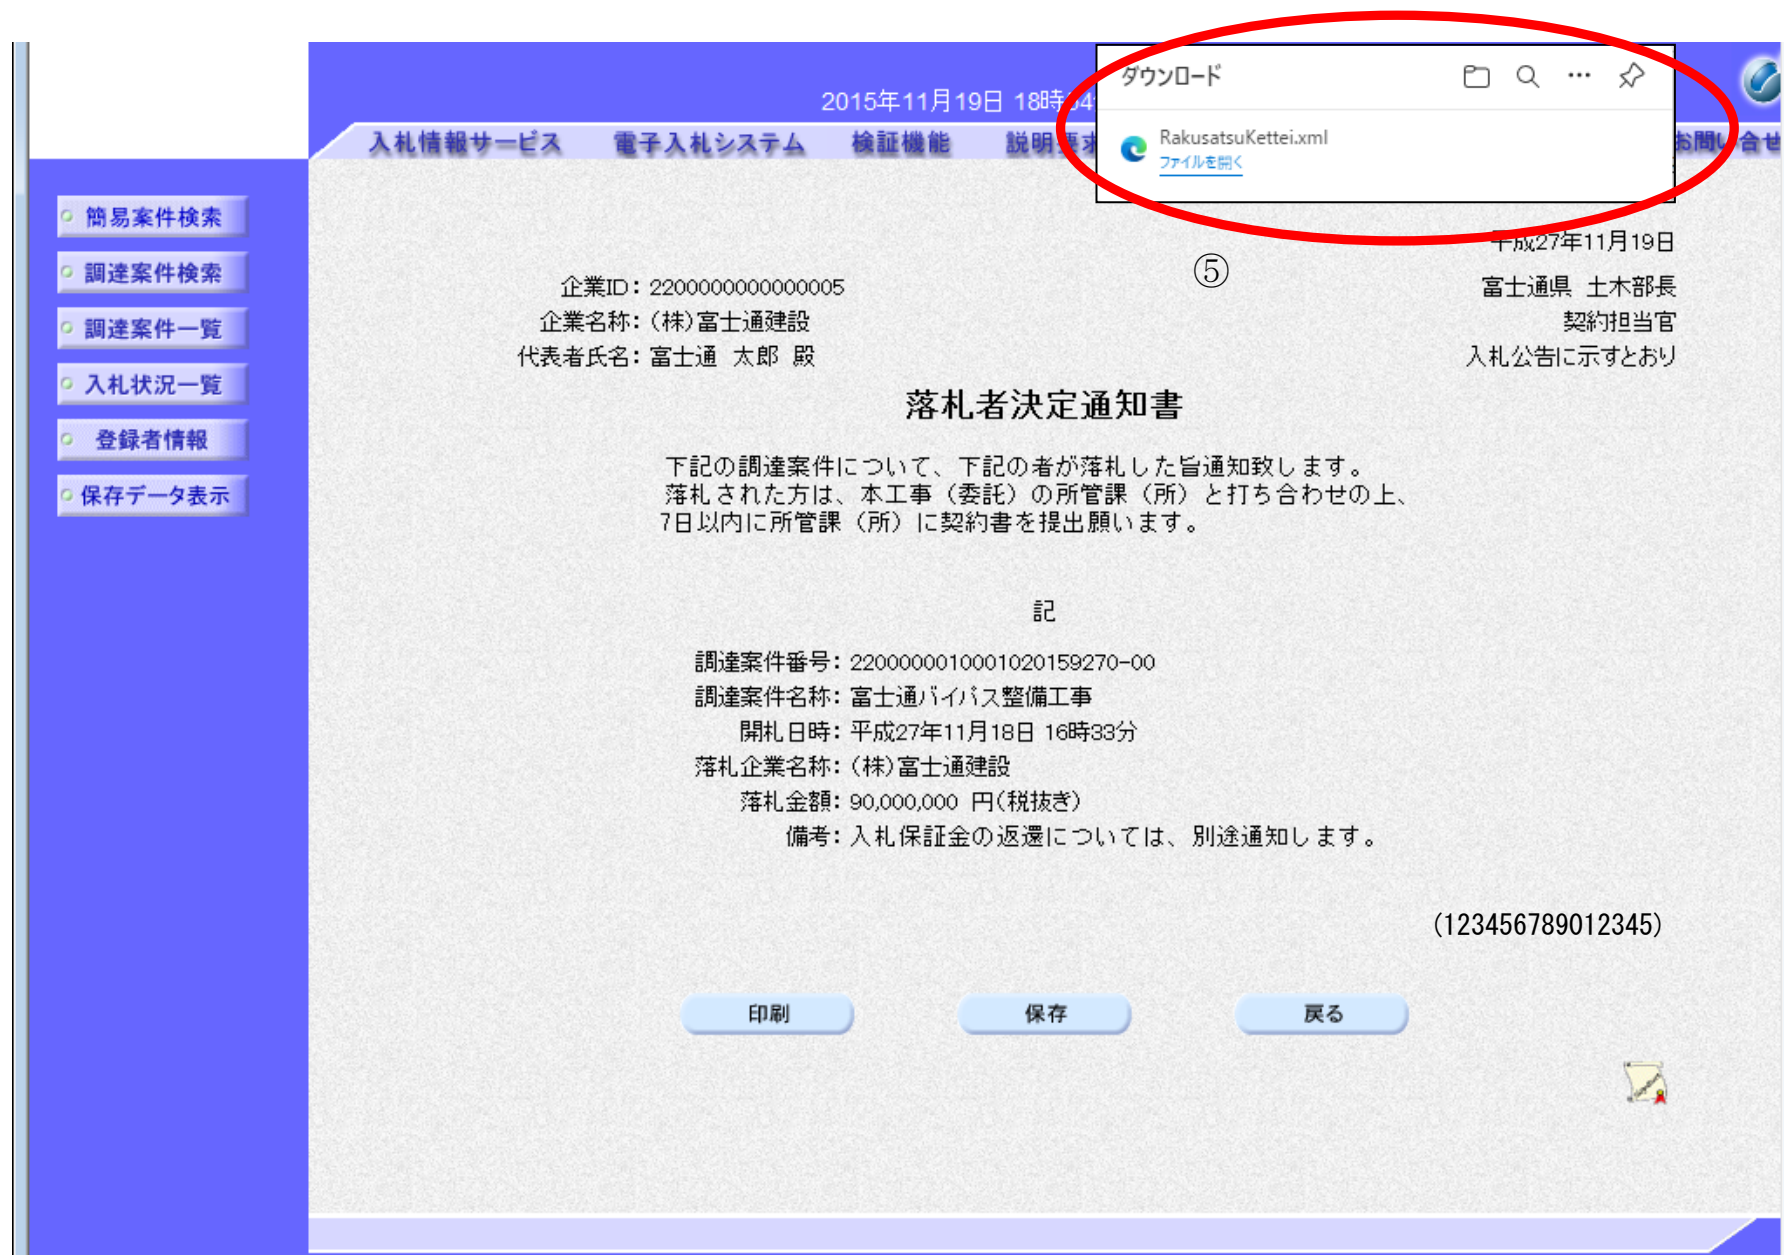 2015年11月19日 18時
ダウンロード
RakusatsuKettei.xml
ファイルを開く
入札情報サービス 電子入札システム 検証機能 説明要求 お問い合せ
簡易案件検索
調達案件検索
調達案件一覧
入札状況一覧
登録者情報
保存データ表示
平成27年11月19日
⑤
企業ID：2200000000000005
企業名称：(株)富士通建設
代表者氏名：富士通 太郎 殿
富士通県 土木部長
契約担当官
入札公告に示すとおり
落札者決定通知書
下記の調達案件について、下記の者が落札した旨通知致します。
落札された方は、本工事（委託）の所管課（所）と打ち合わせの上、
7日以内に所管課（所）に契約書を提出願います。
記
調達案件番号：2200000010001020159270-00
調達案件名称：富士通バイパス整備工事
開札日時：平成27年11月18日 16時33分
落札企業名称：(株)富士通建設
落札金額：90,000,000 円(税抜き)
備考：入札保証金の返還については、別途通知します。
(123456789012345)
印刷 保存 戻る